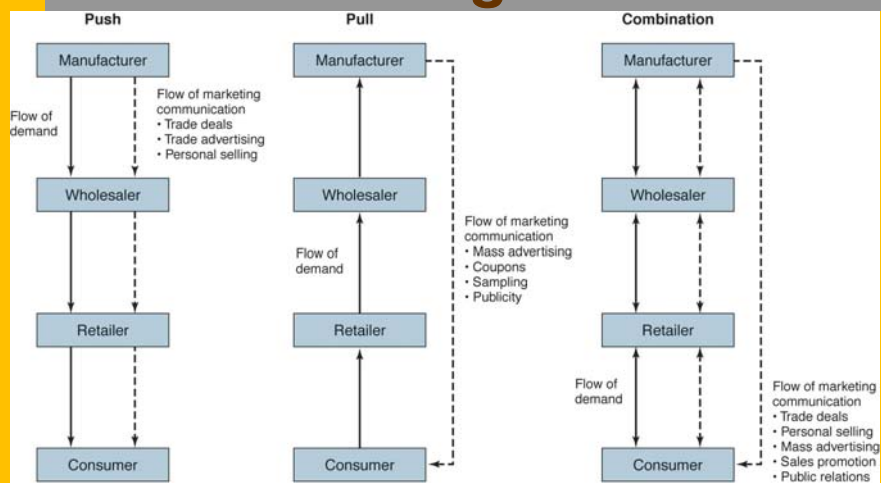 Push
Manufacturer
Flow of
demand
Flow of marketing
communication
• Trade deals
• Trade advertising
• Personal selling
Wholesaler
Retailer
Consumer
Pull
Manufacturer
Wholesaler
Flow of
demand
Flow of marketing
communication
• Mass advertising
• Coupons
• Sampling
• Publicity
Retailer
Consumer
Combination
Manufacturer
Wholesaler
Retailer
Flow of
demand
Flow of marketing
communication
• Trade deals
• Personal selling
• Mass advertising
• Sales promotion
• Public relations
Consumer